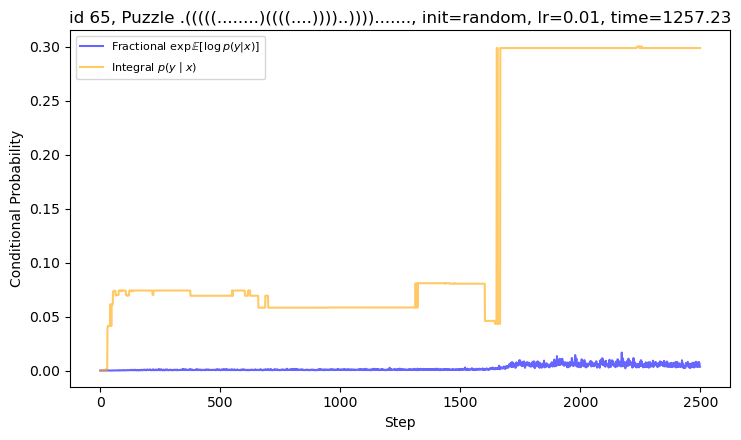 id 65, Puzzle .(((((........)((((....))))..))))......., init=random, lr=0.01, time=1257.23
Fractional exp𝔼[log p(y|x)]
Integral p(y | x)
Conditional Probability
0.30
0.25
0.20
0.15
0.10
0.05
0.00
0 500 1000 1500 2000 2500
Step